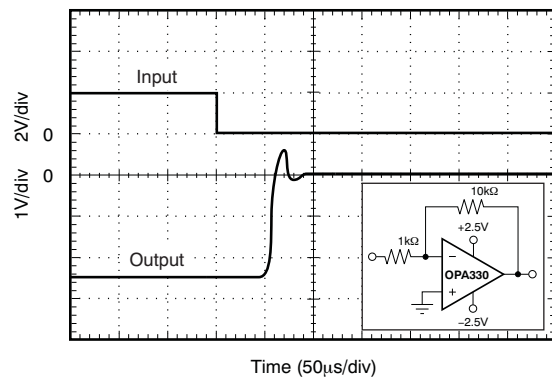 Input
2V/div
0
1V/div
0
Output
10kΩ
+2.5V
1kΩ
−
OPA330
+
−2.5V
Time (50μs/div)